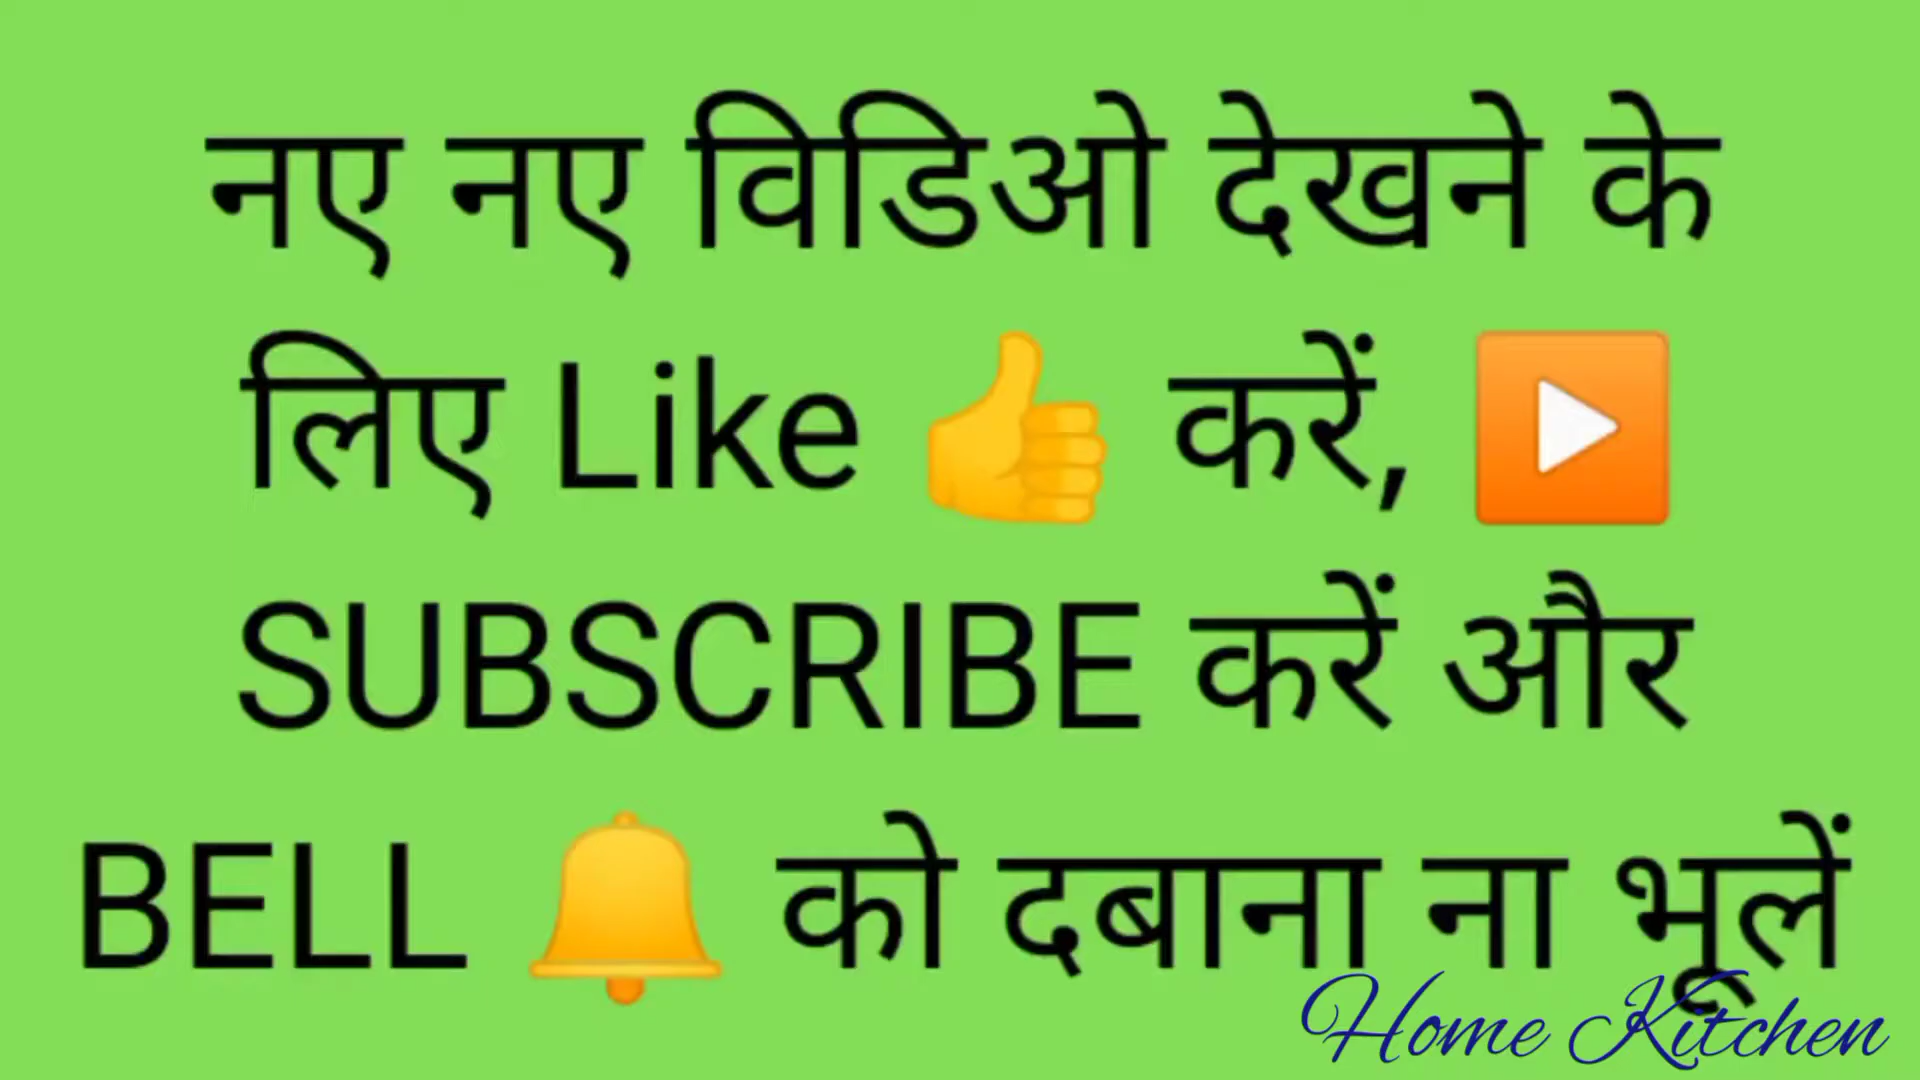 नए नए विडिओ देखने के
लिए Like 👍 करें, ▶️
SUBSCRIBE करें और
BELL 🔔 को दबाना ना भूलें
Home Kitchen